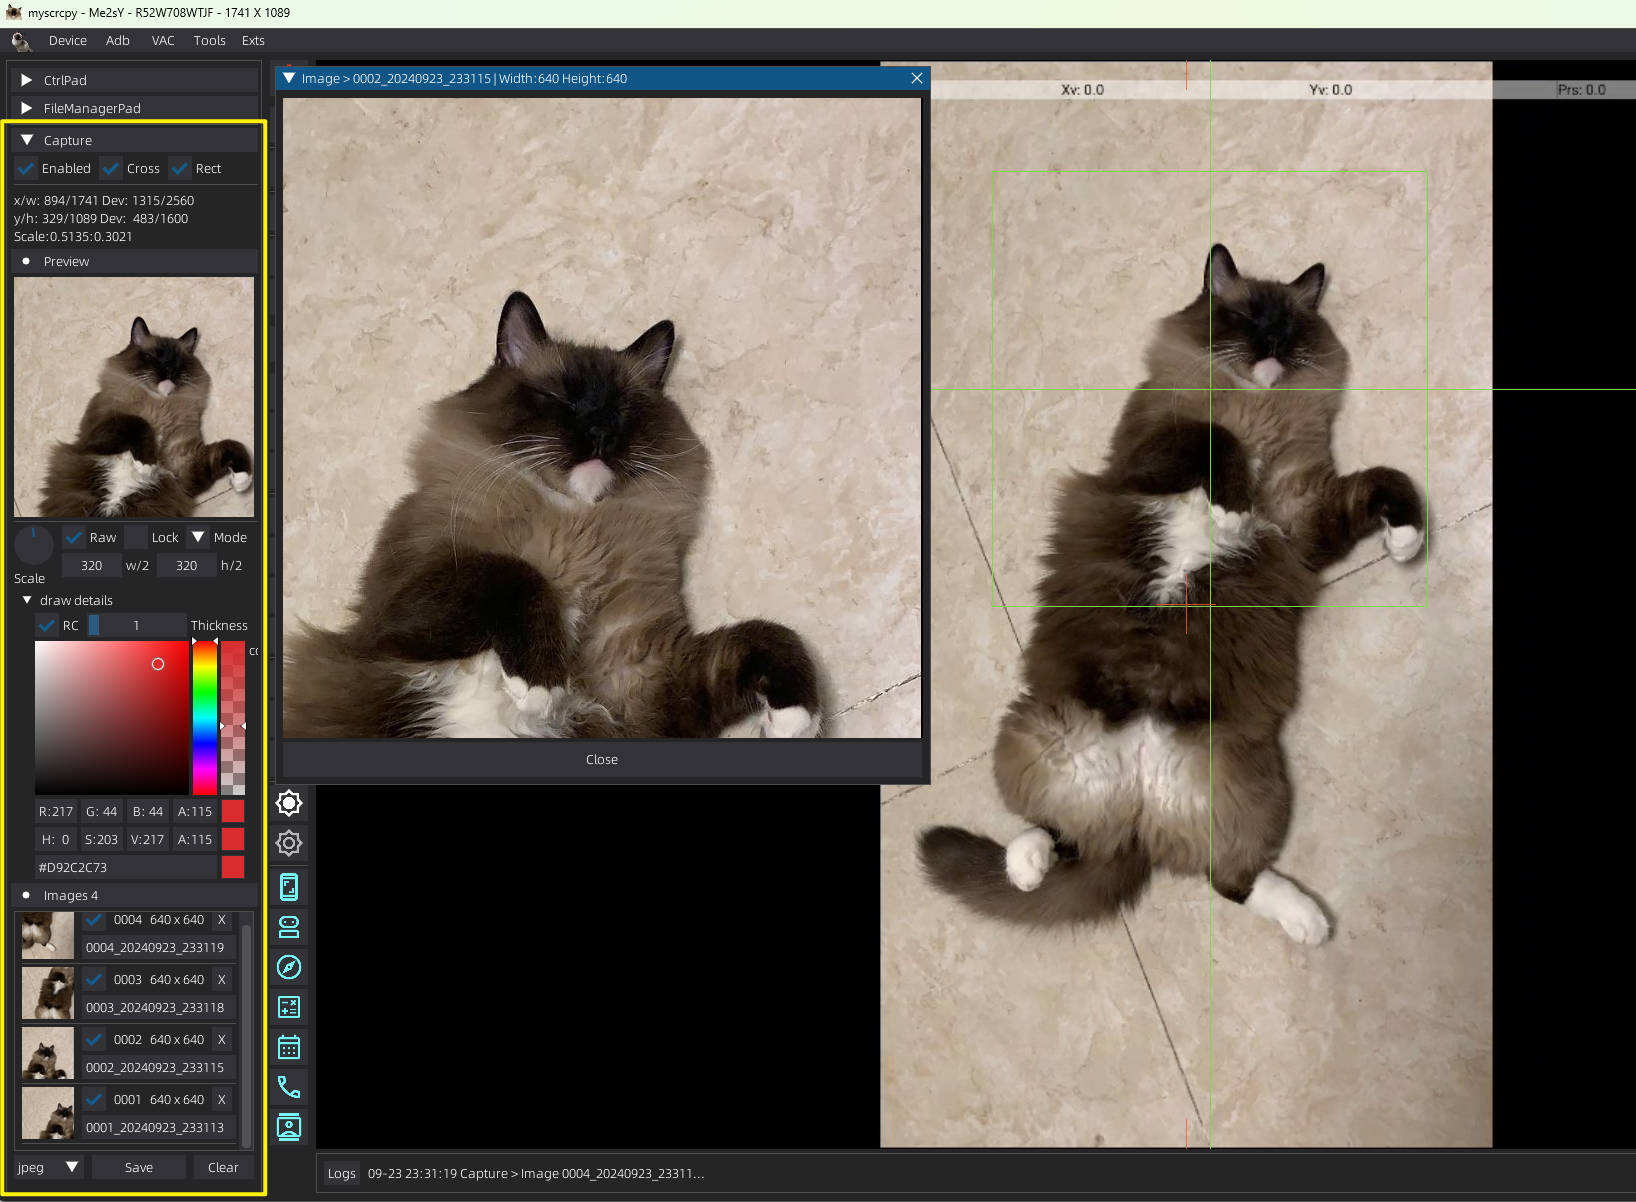 myscrcpy - Me2sY - R52W708WTJF - 1741 X 1089
Device Adb VAC Tools Exts
CtrlPad
FileManagerPad
Capture
Enabled Cross Rect
x/w: 894/1741 Dev: 1315/2560
y/h: 329/1089 Dev: 483/1600
Scale:0.5135:0.3021
Preview
Raw Lock Mode
320 w/2 320 h/2
Scale
draw details
RC 1 Thickness
R:217 G: 44 B: 44 A:115
H: 0 S:203 V:217 A:115
#D92C2C73
Images 4
0004 640 x 640 X
0004_20240923_233119
0003 640 x 640 X
0003_20240923_233118
0002 640 x 640 X
0002_20240923_233115
0001 640 x 640 X
0001_20240923_233113
jpeg Save Clear
Image > 0002_20240923_233115|Width:640 Height:640
Close
Xv: 0.0 Yv: 0.0 Prs: 0.0
Logs 09-23 23:31:19 Capture > Image 0004_20240923_23311...